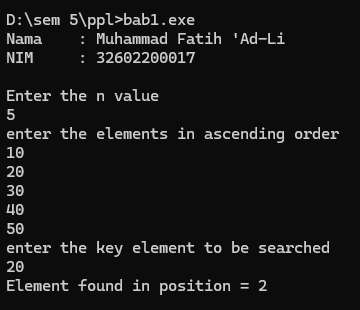 D:\sem 5\ppl>bab1.exe
Nama    : Muhammad Fatih 'Ad-Li
NIM     : 32602200017

Enter the n value
5
enter the elements in ascending order
10
20
30
40
50
enter the key element to be searched
20
Element found in position = 2